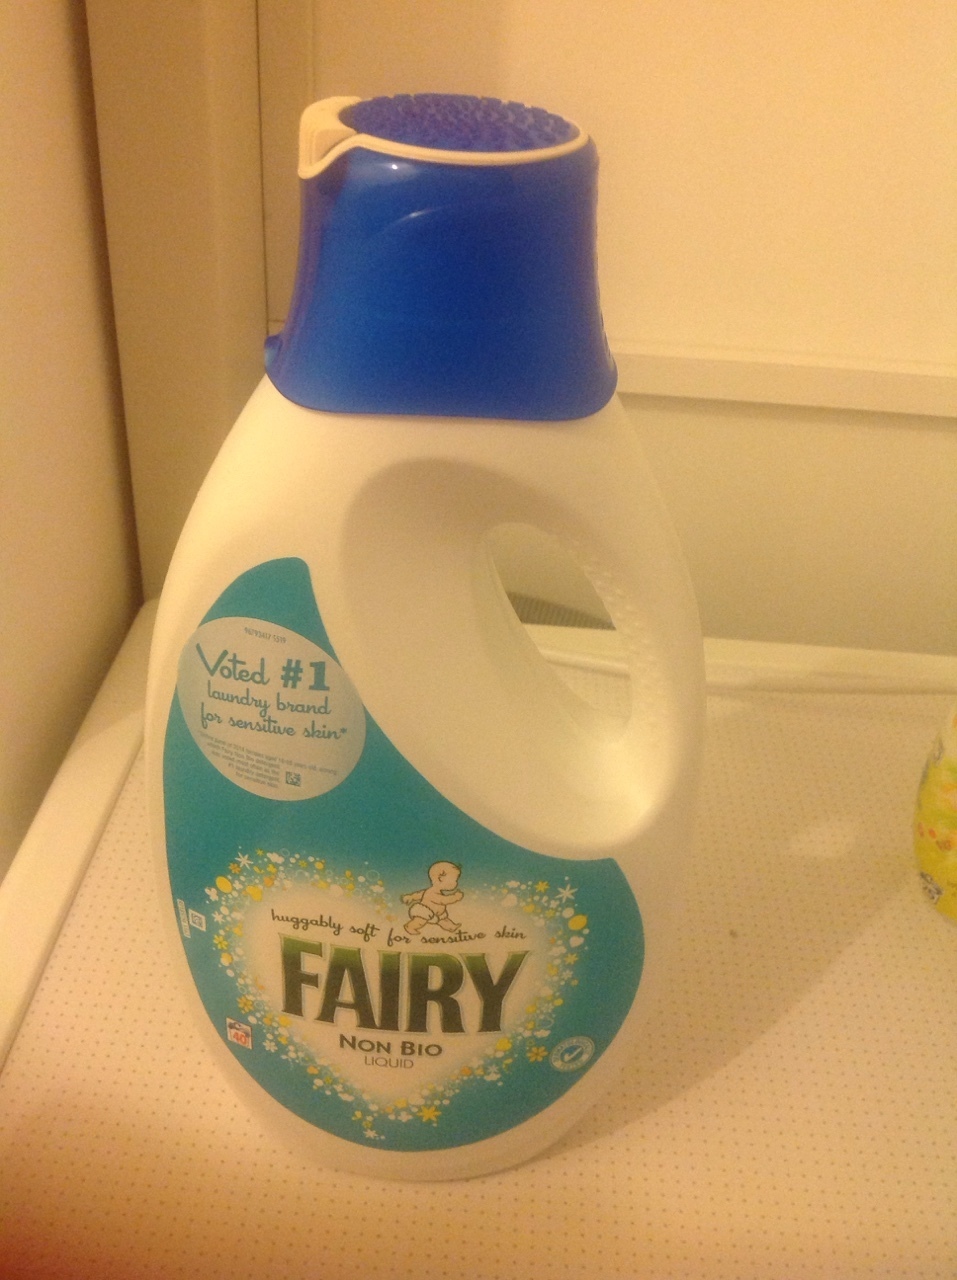 Voted #1
laundry brand
for sensitive skin*
huggably soft for sensitive skin
FAIRY
NON BIO
LIQUID
40